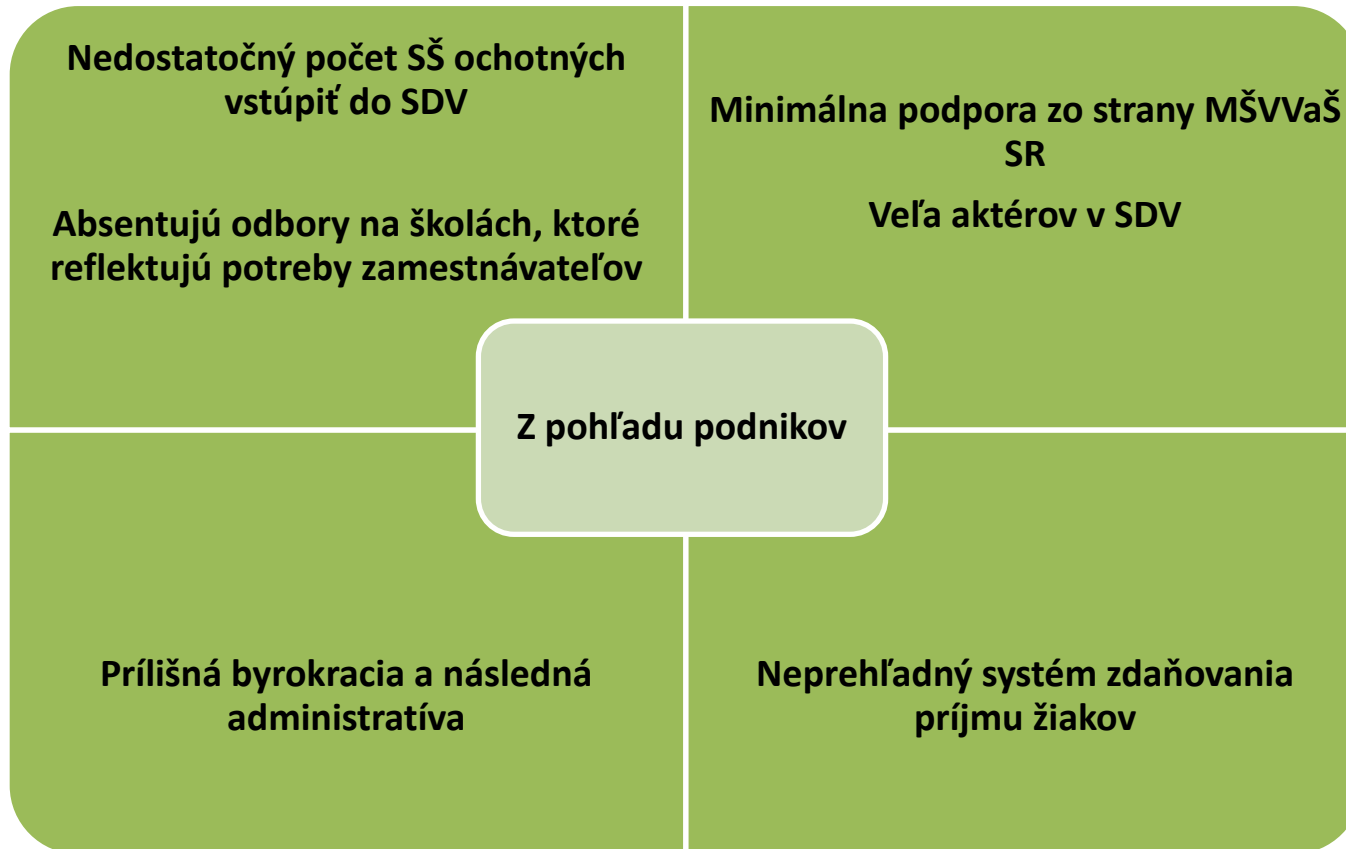 Nedostatočný počet SŠ ochotných
vstúpiť do SDV
Absentujú odbory na školách, ktoré
reflektujú potreby zamestnávateľov
Minimálna podpora zo strany MŠVVaŠ
SR
Veľa aktérov v SDV
Z pohľadu podnikov
Prílišná byrokracia a následná
administratíva
Neprehľadný systém zdaňovania
príjmu žiakov